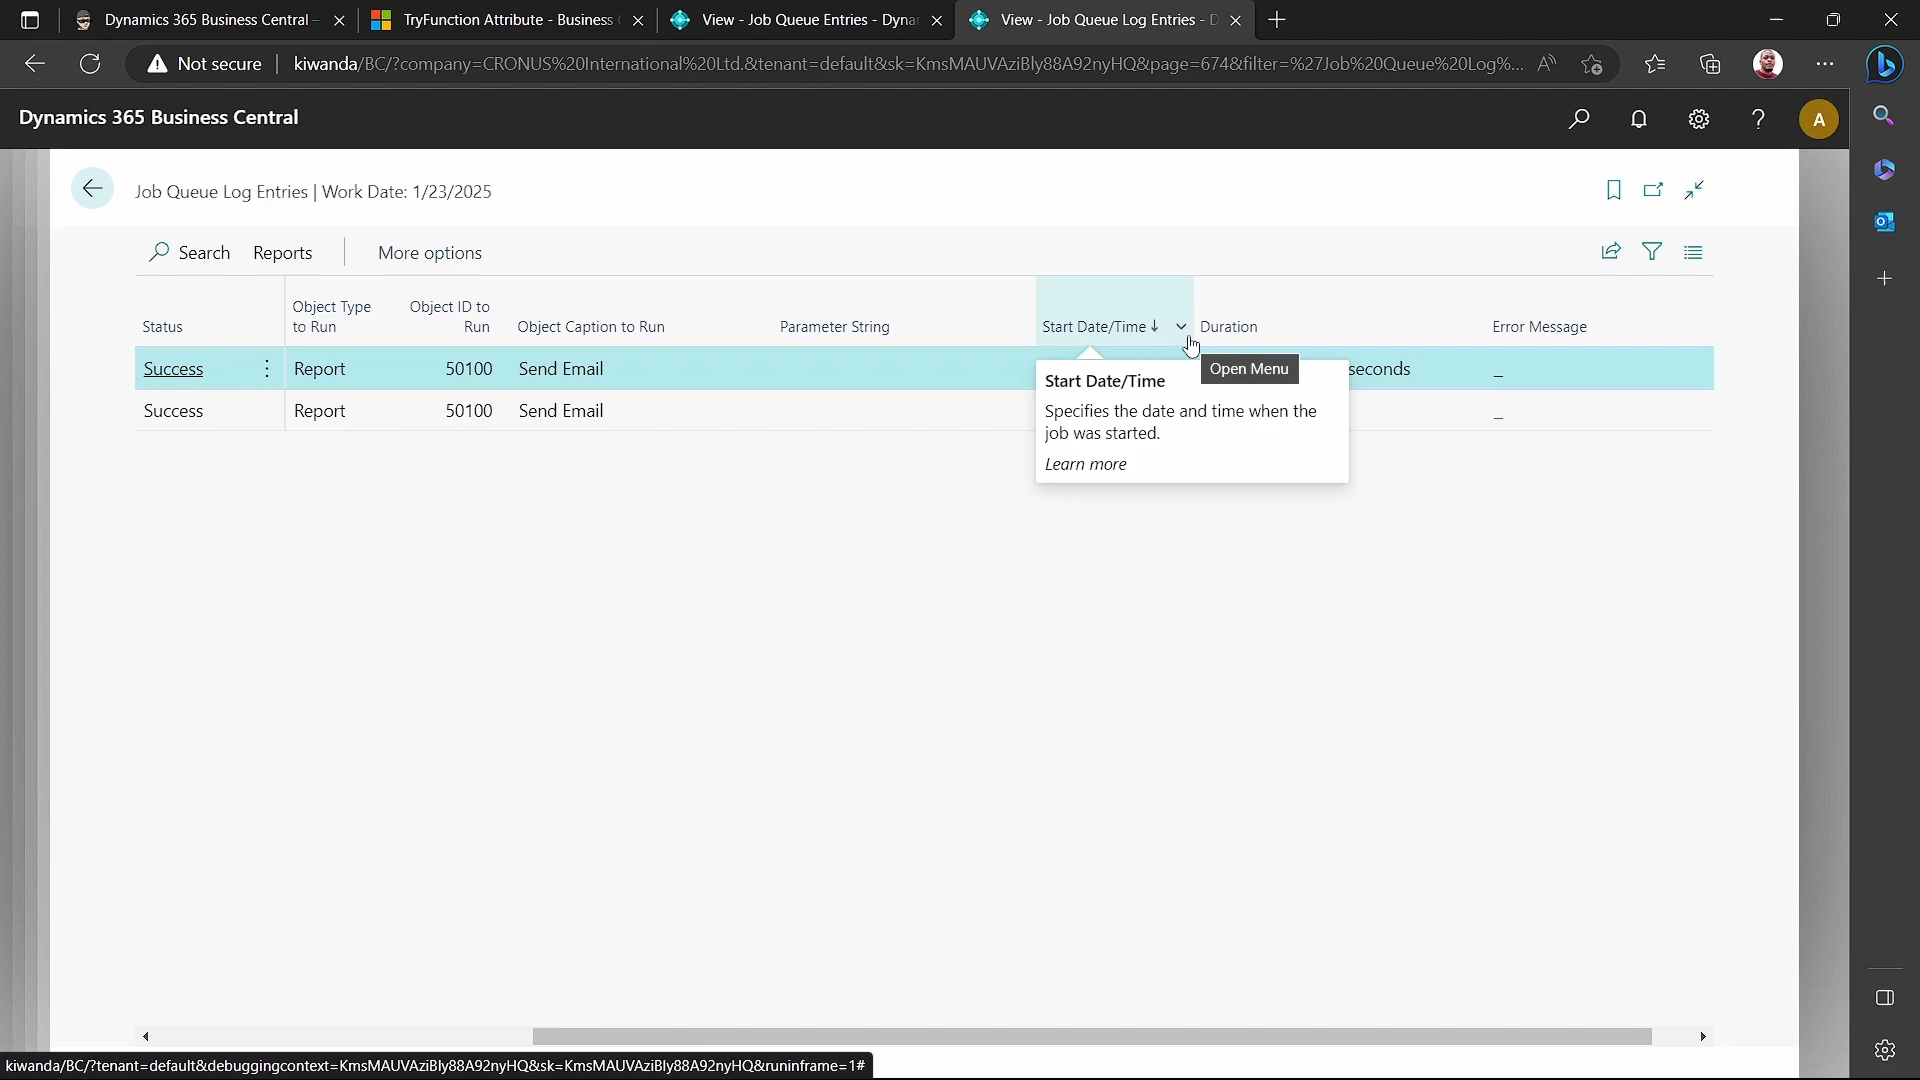 Dynamics 365 Business Central -
TryFunction Attribute - Business
View - Job Queue Entries - Dyna
View - Job Queue Log Entries - D
Not secure
kiwanda/BC/?company=CRONUS%20International%20Ltd.&tenant=default&sk=KmsMAUVAziBly88A92nyHQ&page=674&filter=%27Job%20Queue%20Log%...
Dynamics 365 Business Central
A
Job Queue Log Entries | Work Date: 1/23/2025
Search Reports More options
Status
Object Type to Run
Object ID to Run
Object Caption to Run
Parameter String
Start Date/Time ↓
Duration
Error Message
Success Report 50100 Send Email seconds _
Success Report 50100 Send Email _
Open Menu
Start Date/Time
Specifies the date and time when the
job was started.
Learn more
kiwanda/BC/?tenant=default&debuggingcontext=KmsMAUVAziBly88A92nyHQ&sk=KmsMAUVAziBly88A92nyHQ&runinframe=1#